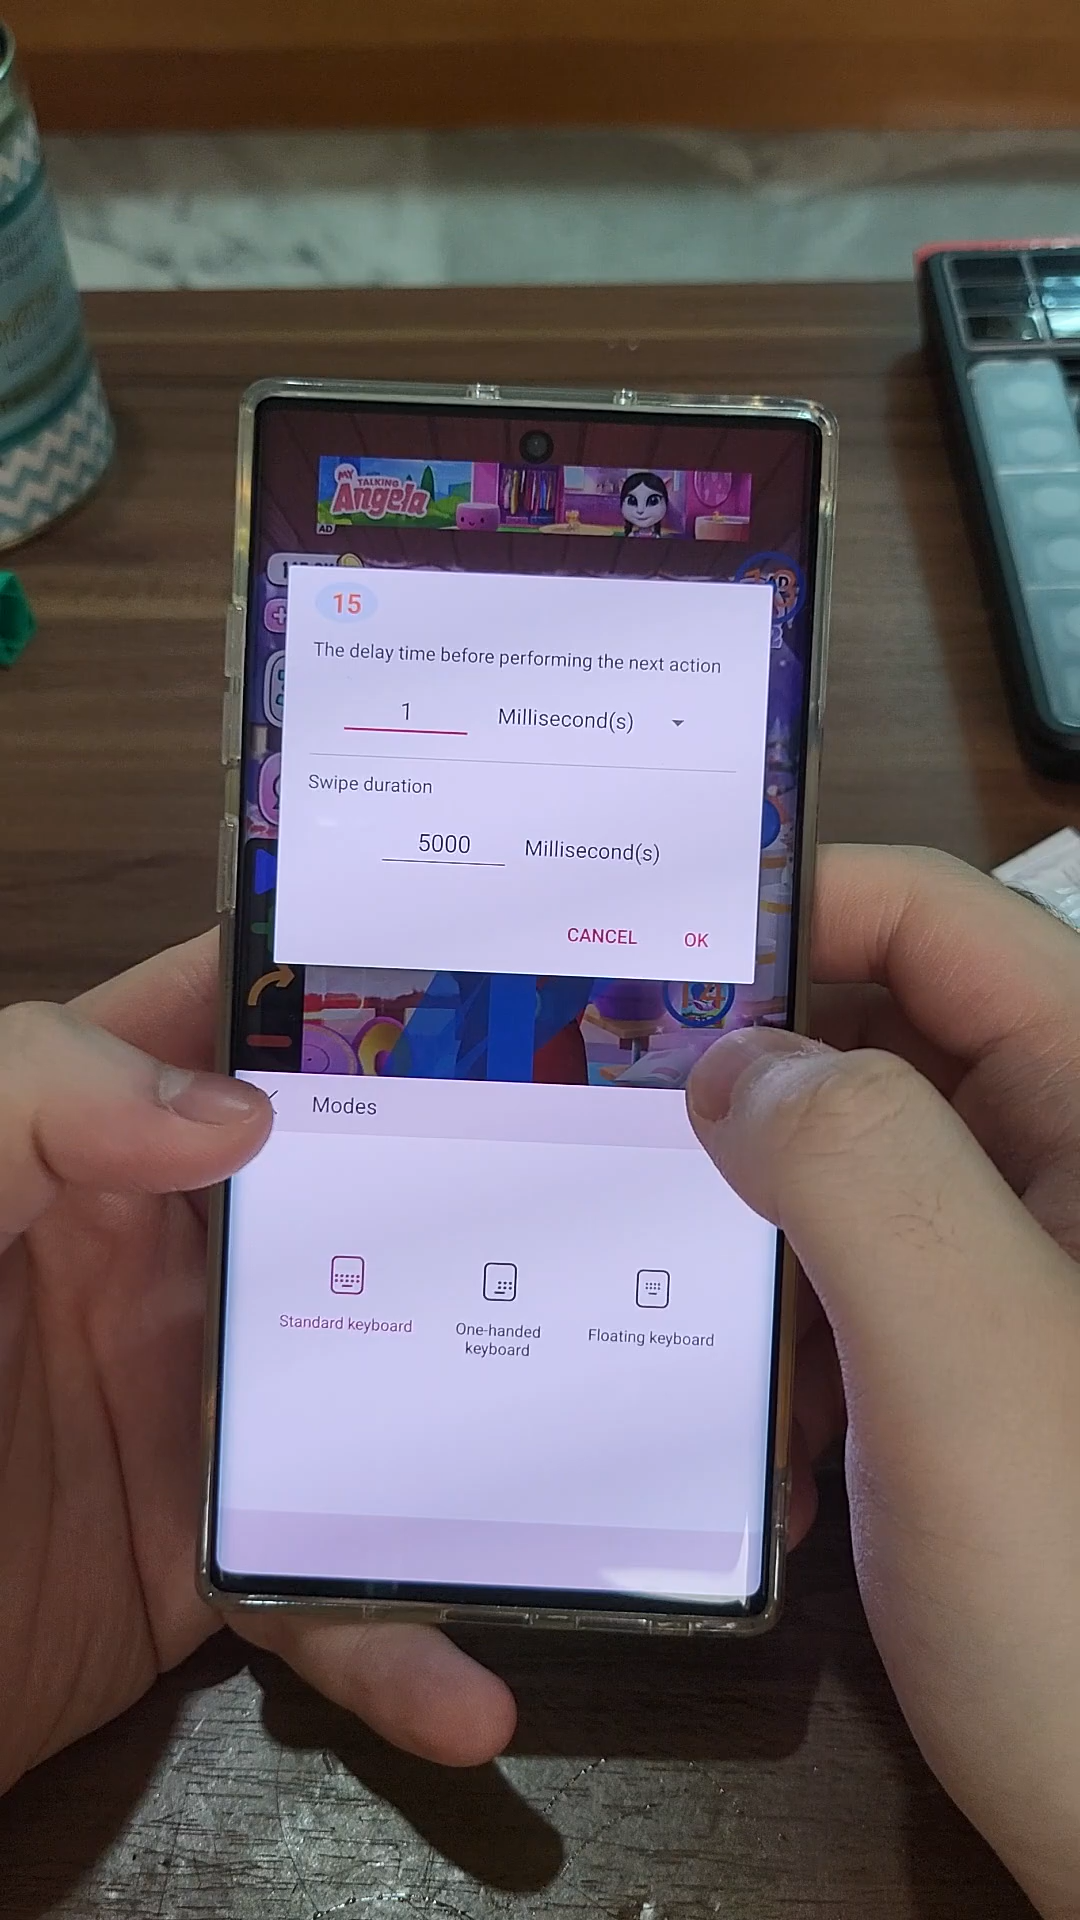 MY
TALKING
Angela
AD
AD
15
The delay time before performing the next action
1 Millisecond(s)
Swipe duration
5000 Millisecond(s)
CANCEL OK
Modes
Standard keyboard
One-handed
keyboard
Floating keyboard